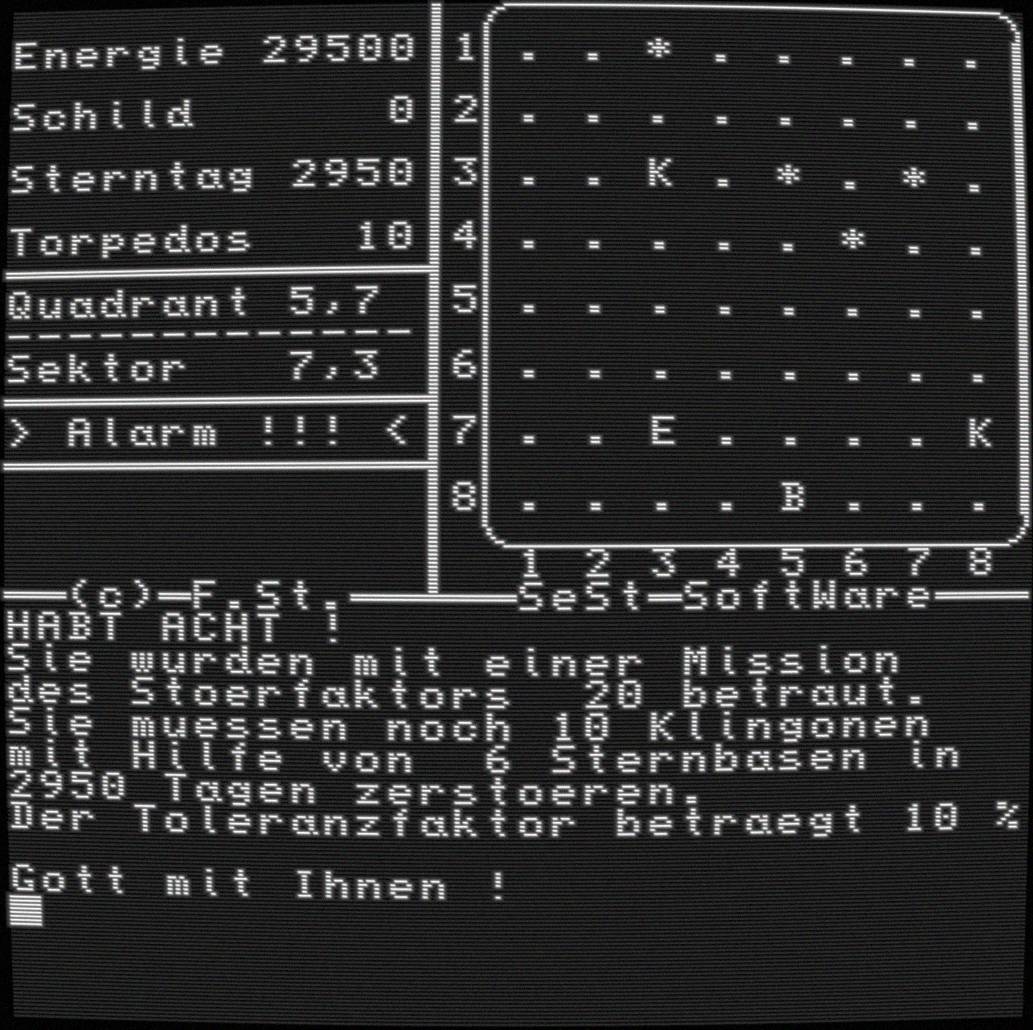 Energie 29500 1 . . * . . . . .
Schild 0 2 . . . . . . . .
Sterntag 2950 3 . . K . * . * .
Torpedos 10 4 . . . . . * . .
Quadrant 5,7 5 . . . . . . . .
Sektor 7,3 6 . . . . . . . .
> Alarm !!! < 7 . . E . . . . K
8 . . . . B . . .
1 2 3 4 5 6 7 8
(c) F.St. SeSt-SoftWare
HABT ACHT !
Sie wurden mit einer Mission
des Stoerfaktors 20 betraut.
Sie muessen noch 10 Klingonen
mit Hilfe von 6 Sternbasen in
2950 Tagen zerstoeren.
Der Toleranzfaktor betraegt 10 %
Gott mit Ihnen !